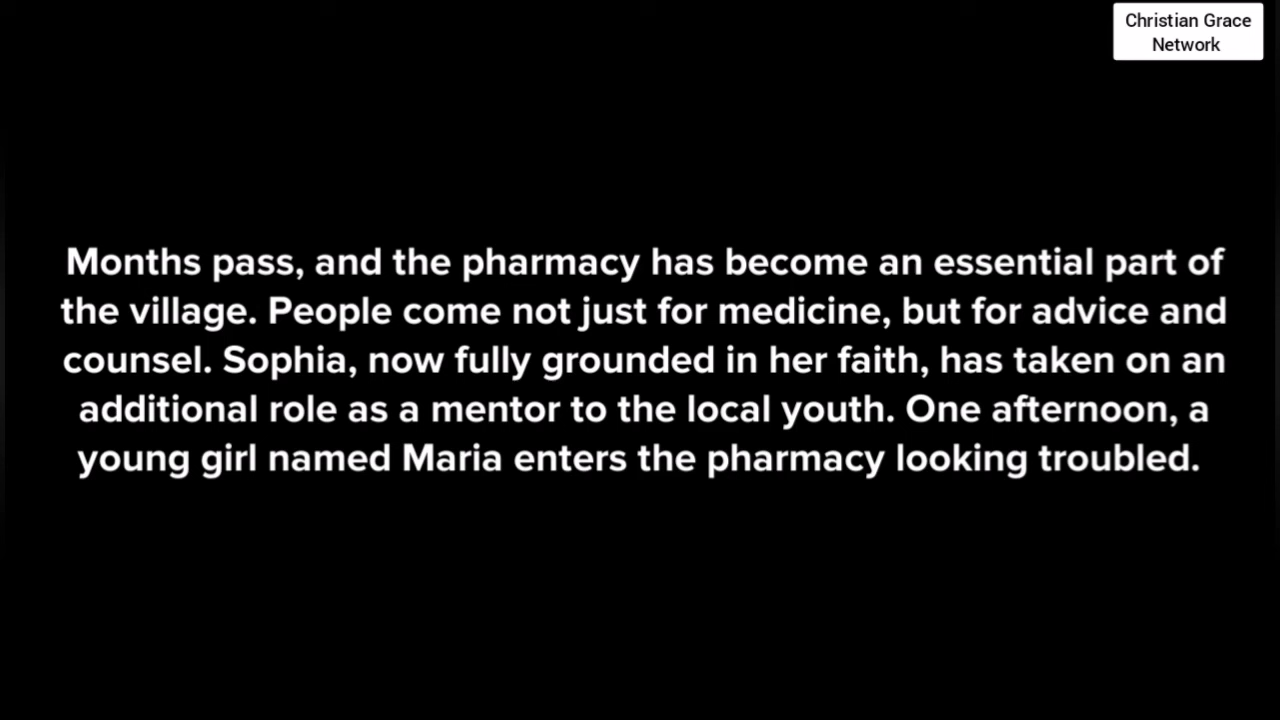 Christian Grace
Network
Months pass, and the pharmacy has become an essential part of
the village. People come not just for medicine, but for advice and
counsel. Sophia, now fully grounded in her faith, has taken on an
additional role as a mentor to the local youth. One afternoon, a
young girl named Maria enters the pharmacy looking troubled.